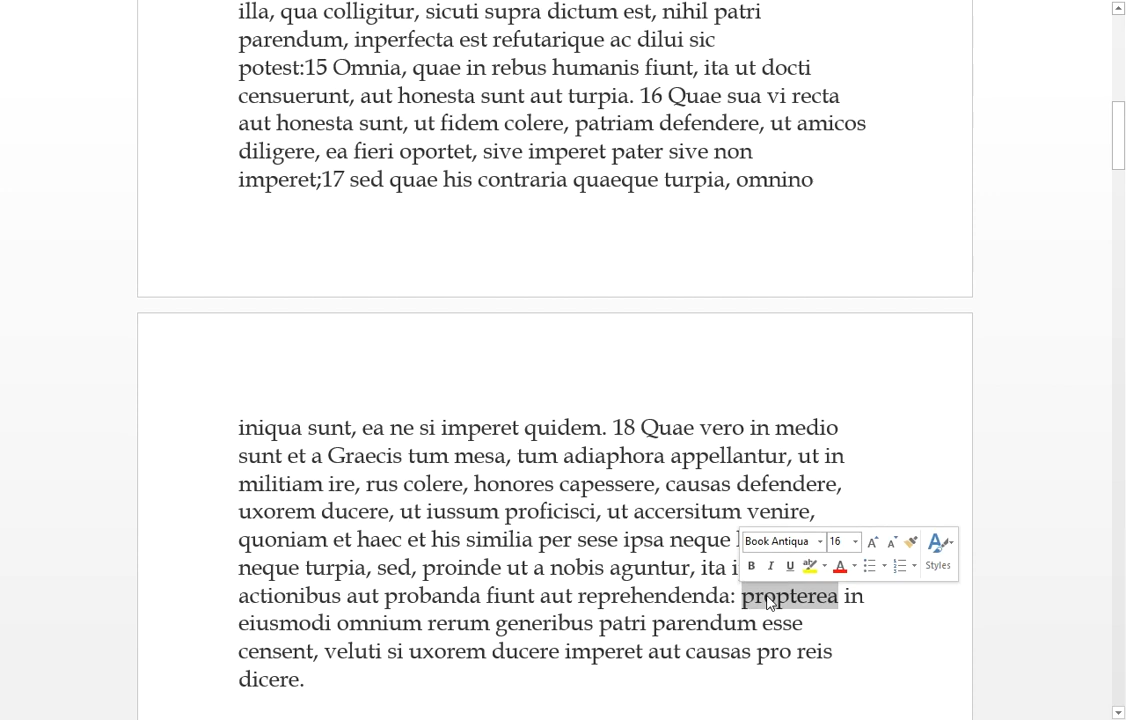 illa, qua colligitur, sicuti supra dictum est, nihil patri
parendum, inperfecta est refutarique ac dilui sic
potest:15 Omnia, quae in rebus humanis fiunt, ita ut docti
censuerunt, aut honesta sunt aut turpia. 16 Quae sua vi recta
aut honesta sunt, ut fidem colere, patriam defendere, ut amicos
diligere, ea fieri oportet, sive imperet pater sive non
imperet;17 sed quae his contraria quaeque turpia, omnino
iniqua sunt, ea ne si imperet quidem. 18 Quae vero in medio
sunt et a Graecis tum mesa, tum adiaphora appellantur, ut in
militiam ire, rus colere, honores capessere, causas defendere,
uxorem ducere, ut iussum proficisci, ut accersitum venire,
quoniam et haec et his similia per sese ipsa neque
neque turpia, sed, proinde ut a nobis aguntur, ita
actionibus aut probanda fiunt aut reprehendenda: propterea in
eiusmodi omnium rerum generibus patri parendum esse
censent, veluti si uxorem ducere imperet aut causas pro reis
dicere.
Book Antiqua 16 A A
B I U ab A Styles